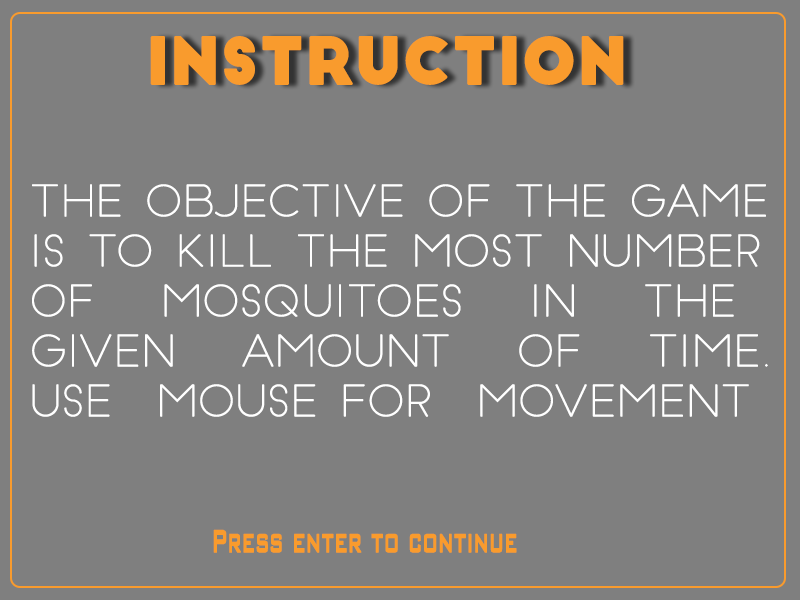 INSTRUCTION
THE OBJECTIVE OF THE GAME
IS TO KILL THE MOST NUMBER
OF MOSQUITOES IN THE
GIVEN AMOUNT OF TIME.
USE MOUSE FOR MOVEMENT
PRESS ENTER TO CONTINUE